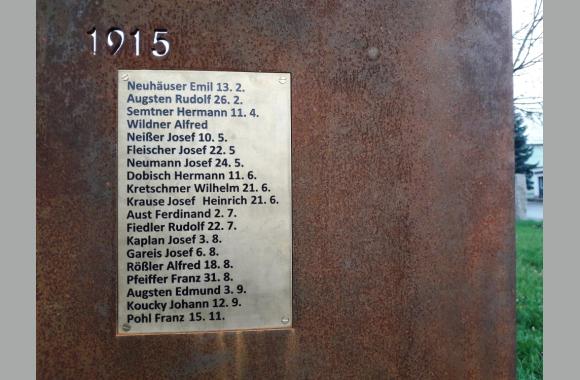 1915
Neuhäuser Emil 13. 2.
Augsten Rudolf 26. 2.
Semtner Hermann 11. 4.
Wildner Alfred
Neißer Josef 10. 5.
Fleischer Josef 22. 5
Neumann Josef 24. 5.
Dobisch Hermann 11. 6.
Kretschmer Wilhelm 21. 6.
Krause Josef Heinrich 21. 6.
Aust Ferdinand 2. 7.
Fiedler Rudolf 22. 7.
Kaplan Josef 3. 8.
Gareis Josef 6. 8.
Rößler Alfred 18. 8.
Pfeiffer Franz 31. 8.
Augsten Edmund 3. 9.
Koucky Johann 12. 9.
Pohl Franz 15. 11.